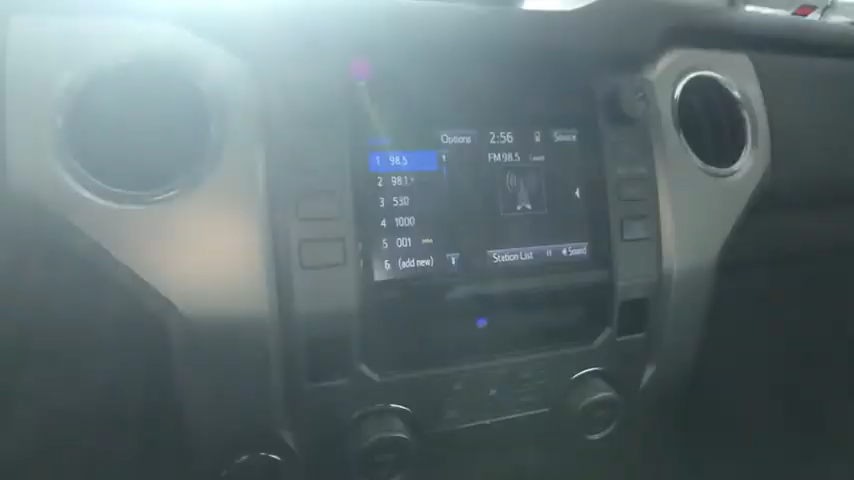 Options 2:56 Source
1 98.5
FM 98.5
2 98.1
3 530
4 1000
5 001
6 (add new)
Station List
Sound